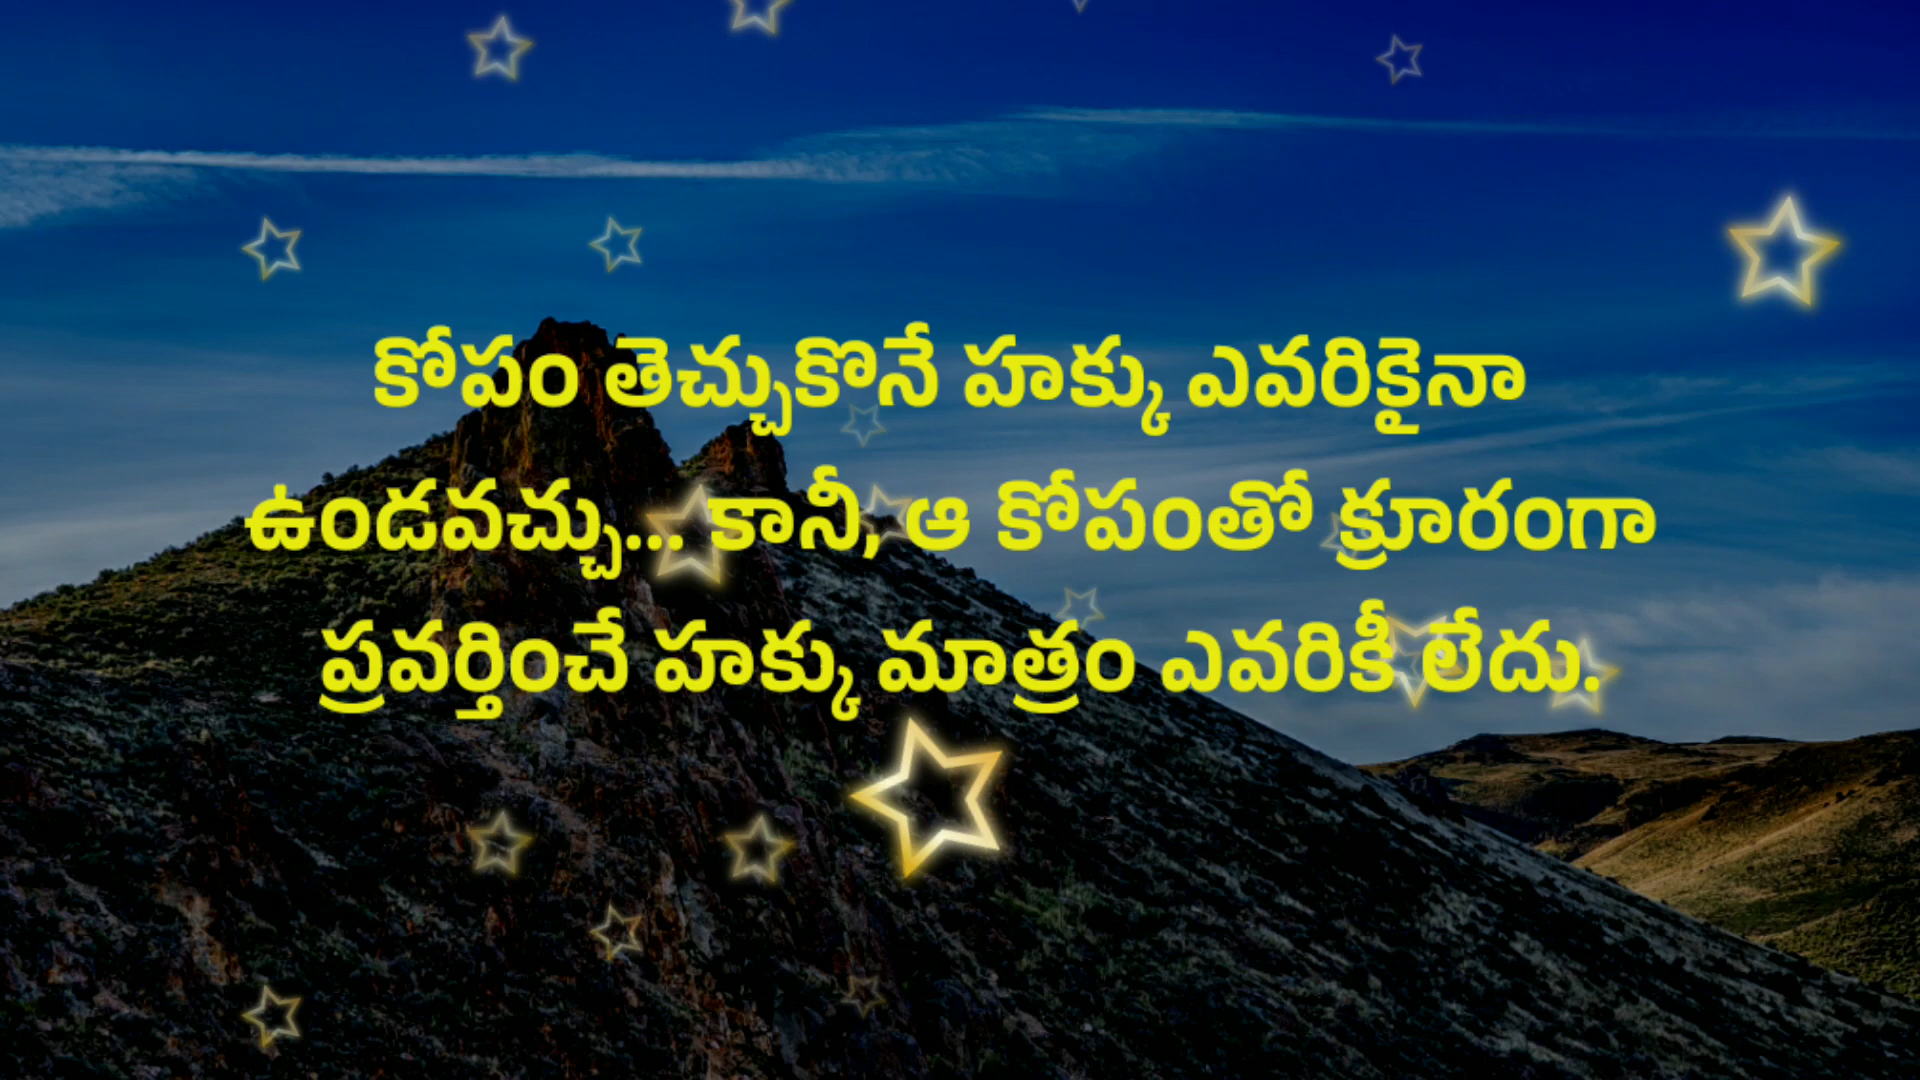 కోపం తెచ్చుకొనే హక్కు ఎవరికైనా
ఉండవచ్చు... కానీ, ఆ కోపంతో క్రూరంగా
ప్రవర్తించే హక్కు మాత్రం ఎవరికీ లేదు.